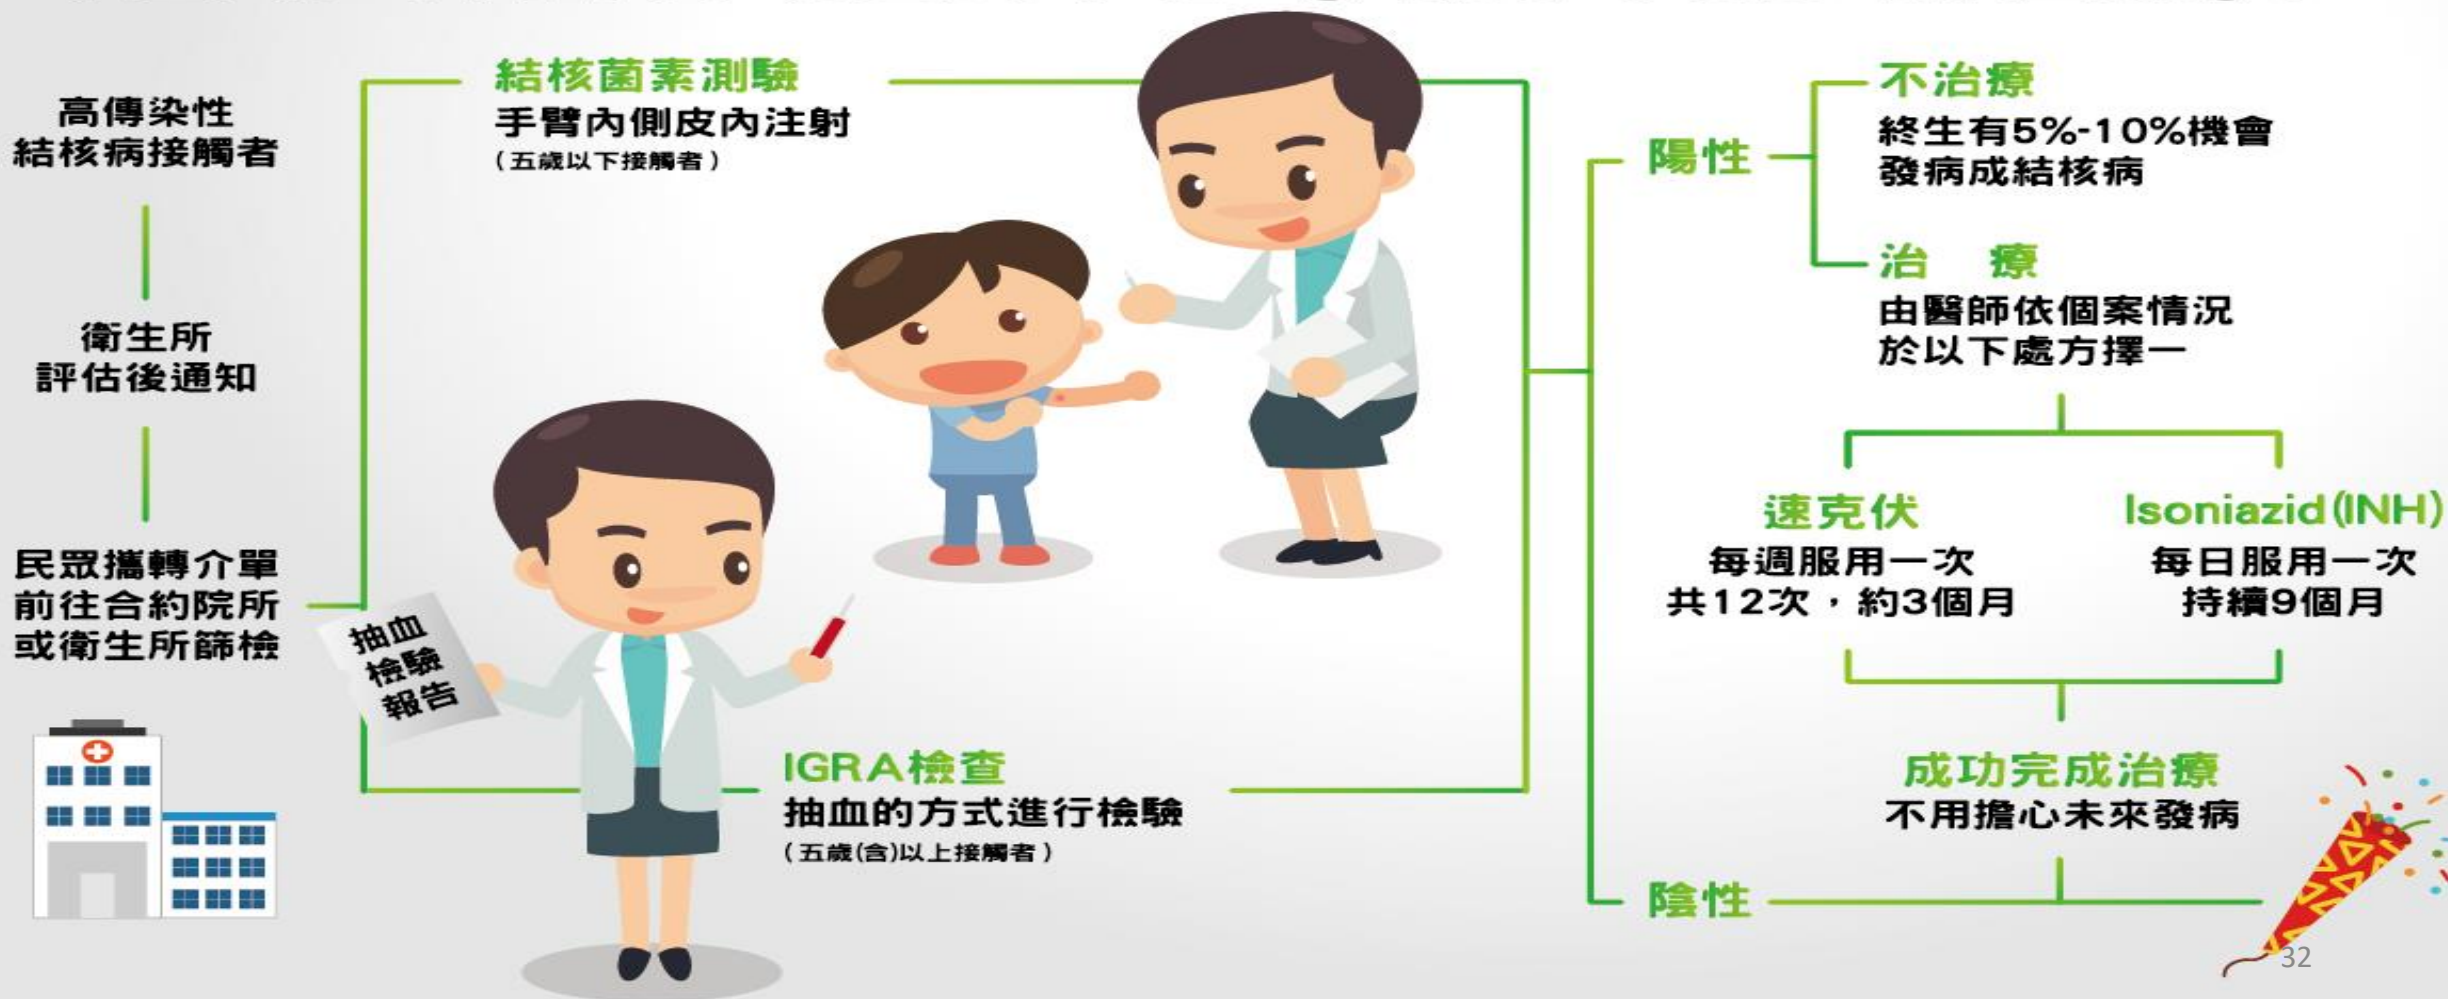 高傳染性
結核病接觸者
衛生所
評估後通知
民眾攜轉介單
前往合約院所
或衛生所篩檢
結核菌素測驗
手臂內側皮內注射
(五歲以下接觸者)
抽血
檢驗
報告
IGRA檢查
抽血的方式進行檢驗
(五歲(含)以上接觸者)
陽性
不治療
終生有5%-10%機會
發病成結核病
治 療
由醫師依個案情況
於以下處方擇一
速克伏
每週服用一次
共12次，約3個月
Isoniazid(INH)
每日服用一次
持續9個月
成功完成治療
不用擔心未來發病
陰性
32